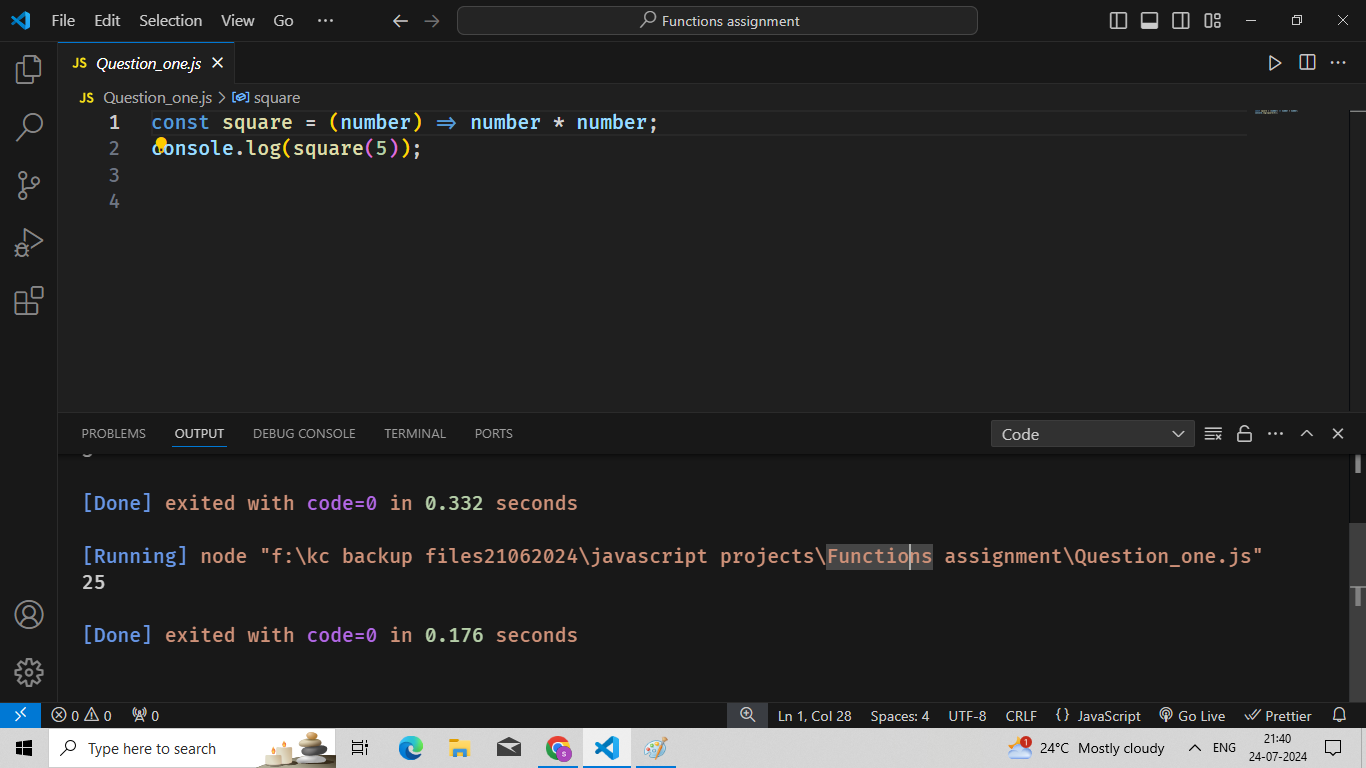 File Edit Selection View Go ··· Functions assignment
JS Question_one.js
JS Question_one.js > square
1 const square = (number) => number * number;
2 console.log(square(5));
3
4
PROBLEMS OUTPUT DEBUG CONSOLE TERMINAL PORTS Code
[Done] exited with code=0 in 0.332 seconds
[Running] node "f:\kc backup files21062024\javascript projects\Functions assignment\Question_one.js"
25
[Done] exited with code=0 in 0.176 seconds
0 0 0 Ln 1, Col 28 Spaces: 4 UTF-8 CRLF {} JavaScript Go Live Prettier
Type here to search 1 24°C Mostly cloudy ENG 21:40
24-07-2024